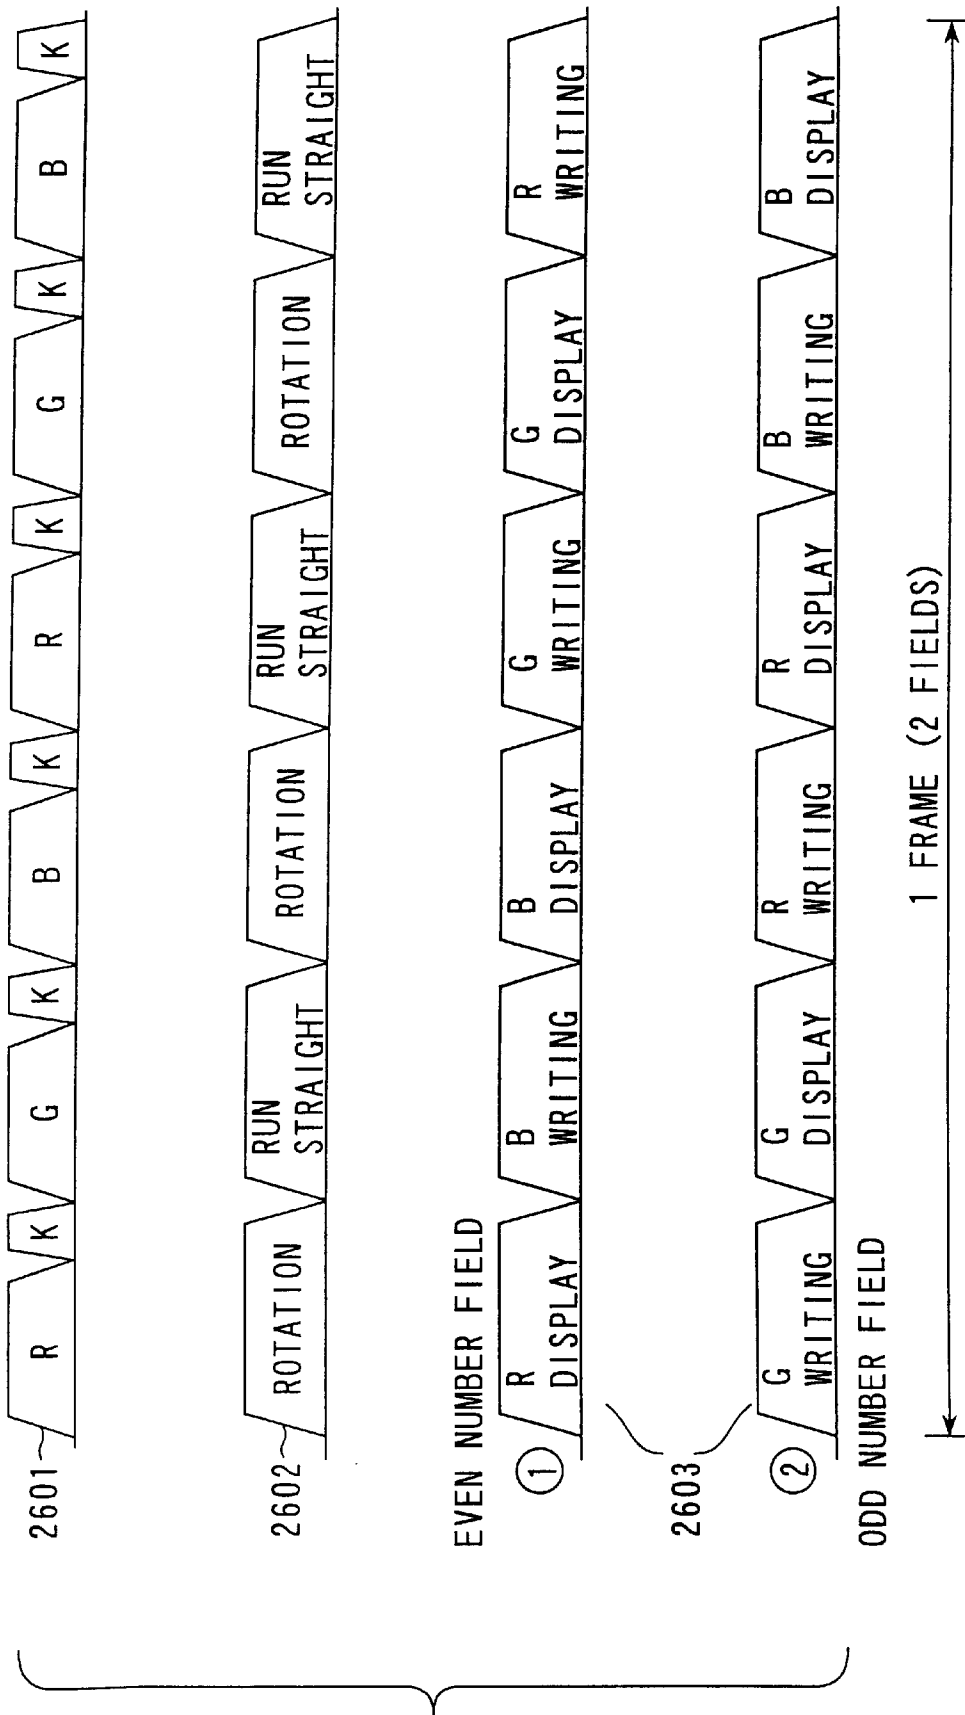 2601
R K G K B K R K G K B K
2602
ROTATION
RUN
STRAIGHT
ROTATION
RUN
STRAIGHT
ROTATION
RUN
STRAIGHT
EVEN NUMBER FIELD
1
R
DISPLAY
B
WRITING
B
DISPLAY
G
WRITING
G
DISPLAY
R
WRITING
2603
2
G
WRITING
G
DISPLAY
R
WRITING
R
DISPLAY
B
WRITING
B
DISPLAY
ODD NUMBER FIELD
1 FRAME (2 FIELDS)